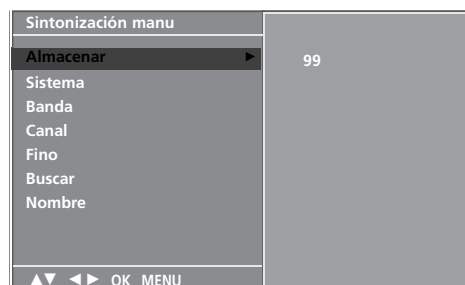 Sintonización manu
Almacenar ► 99
Sistema
Banda
Canal
Fino
Buscar
Nombre
▲▼ ◄► OK MENU